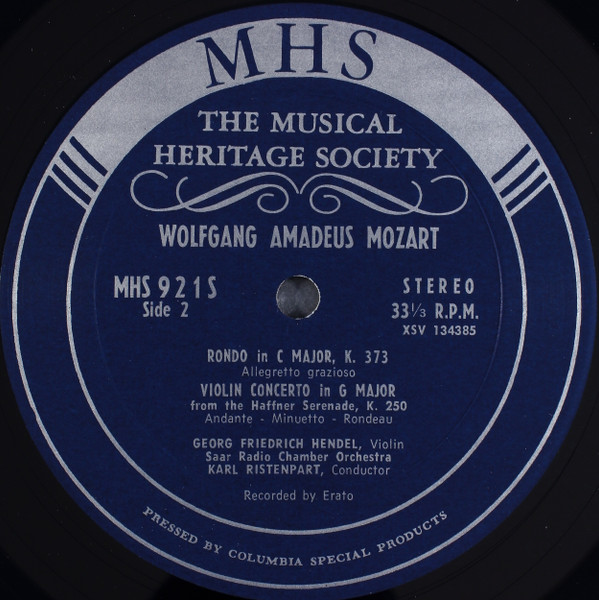 MHS
THE MUSICAL
HERITAGE SOCIETY
WOLFGANG AMADEUS MOZART
MHS 921S
Side 2
STEREO
33⅓ R.P.M.
XSV 134385
RONDO in C MAJOR, K. 373
Allegretto grazioso
VIOLIN CONCERTO in G MAJOR
from the Haffner Serenade, K. 250
Andante - Minuetto - Rondeau
GEORG FRIEDRICH HENDEL, Violin
Saar Radio Chamber Orchestra
KARL RISTENPART, Conductor
Recorded by Erato
PRESSED BY COLUMBIA SPECIAL PRODUCTS